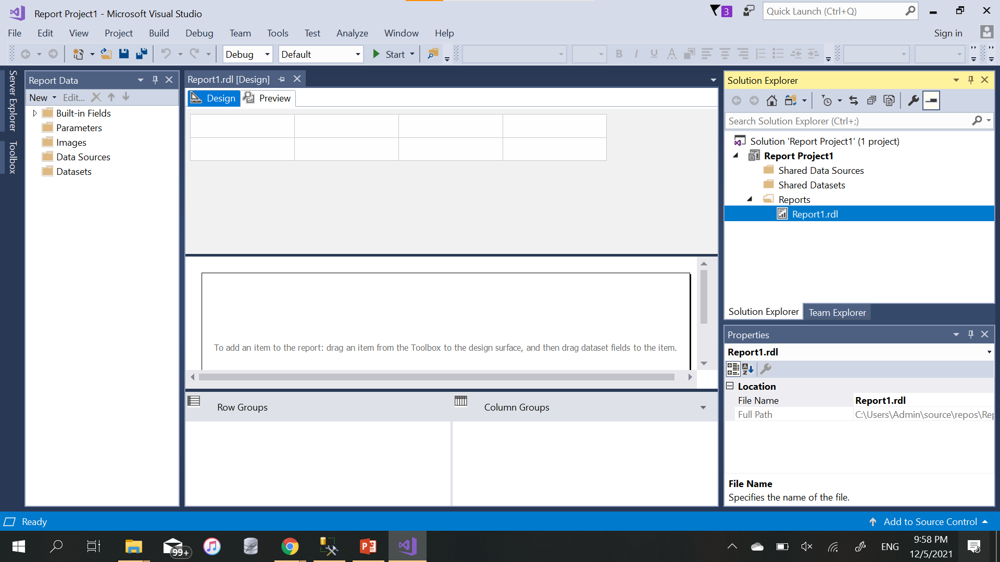 Report Project1 - Microsoft Visual Studio
3
Quick Launch (Ctrl+Q)
File Edit View Project Build Debug Team Tools Test Analyze Window Help
Sign in
Debug Default Start B I U A
Server Explorer
Toolbox
Report Data
New Edit...
Built-in Fields
Parameters
Images
Data Sources
Datasets
Report1.rdl [Design]
Design Preview
To add an item to the report: drag an item from the Toolbox to the design surface, and then drag dataset fields to the item.
Row Groups
Column Groups
Solution Explorer
Search Solution Explorer (Ctrl+;)
Solution 'Report Project1' (1 project)
Report Project1
Shared Data Sources
Shared Datasets
Reports
Report1.rdl
Solution Explorer Team Explorer
Properties
Report1.rdl
Location
File Name Report1.rdl
Full Path C:\Users\Admin\source\repos\Rep
File Name
Specifies the name of the file.
Ready
Add to Source Control
99+
ENG
9:58 PM
12/5/2021